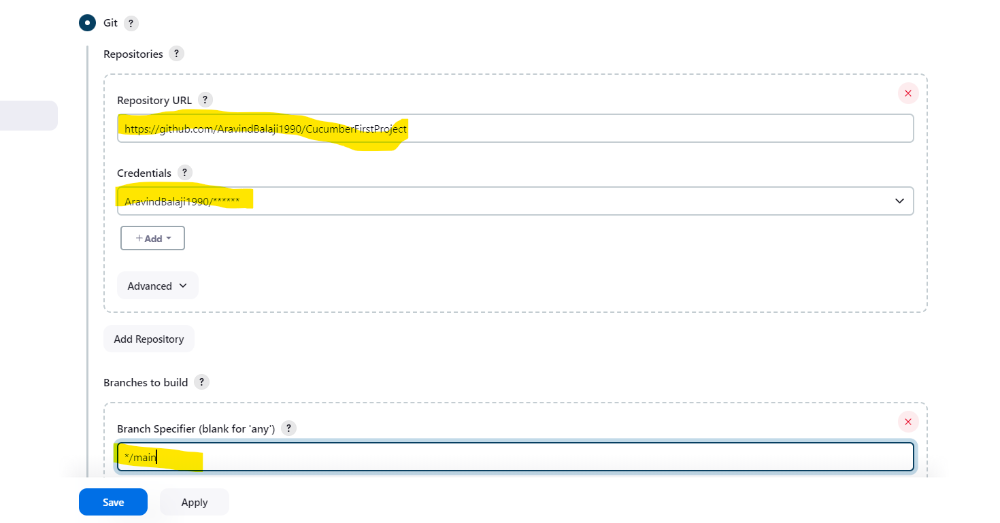 Git ?
Repositories ?
Repository URL ?
https://github.com/AravindBalaji1990/CucumberFirstProject
Credentials ?
AravindBalaji1990/******
+ Add
Advanced
Add Repository
Branches to build ?
Branch Specifier (blank for 'any') ?
*/main
Save Apply